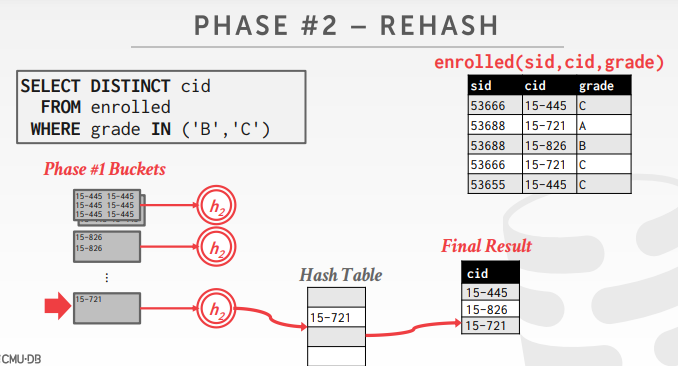 PHASE #2 – REHASH
SELECT DISTINCT cid
FROM enrolled
WHERE grade IN ('B','C')
enrolled(sid,cid,grade)
sid cid grade
53666 15-445 C
53688 15-721 A
53688 15-826 B
53666 15-721 C
53655 15-445 C
Phase #1 Buckets
15-445 15-445
15-445 15-445
15-445 15-445
h₂
15-826
15-826
h₂
⋮
15-721
h₂
Hash Table
15-721
Final Result
cid
15-445
15-826
15-721
CMU·DB